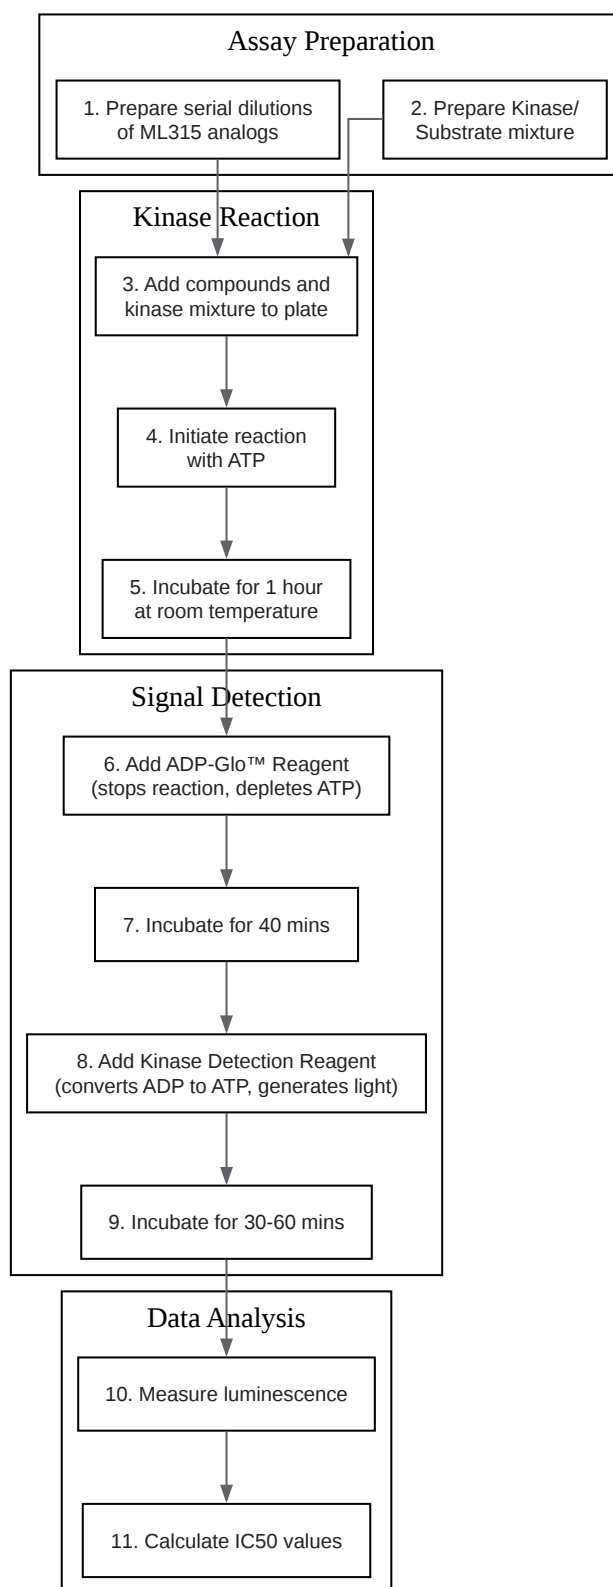 Assay Preparation
1. Prepare serial dilutions
of ML315 analogs
2. Prepare Kinase/
Substrate mixture
Kinase Reaction
3. Add compounds and
kinase mixture to plate
4. Initiate reaction
with ATP
5. Incubate for 1 hour
at room temperature
Signal Detection
6. Add ADP-Glo™ Reagent
(stops reaction, depletes ATP)
7. Incubate for 40 mins
8. Add Kinase Detection Reagent
(converts ADP to ATP, generates light)
9. Incubate for 30-60 mins
Data Analysis
10. Measure luminescence
11. Calculate IC50 values